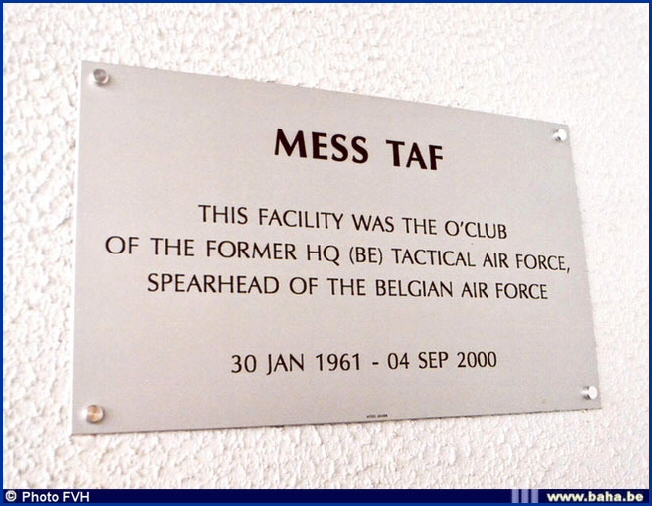 MESS TAF
THIS FACILITY WAS THE O'CLUB
OF THE FORMER HQ (BE) TACTICAL AIR FORCE,
SPEARHEAD OF THE BELGIAN AIR FORCE
30 JAN 1961 - 04 SEP 2000
© Photo FVH
www.baha.be